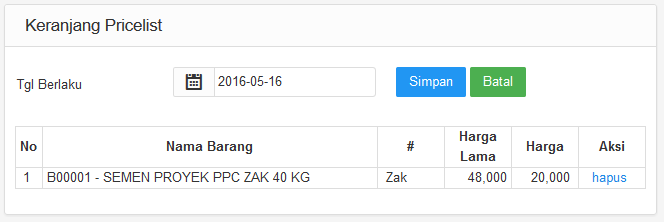 Keranjang Pricelist
Tgl Berlaku 2016-05-16 Simpan Batal
No Nama Barang # Harga Lama Harga Aksi
1 B00001 - SEMEN PROYEK PPC ZAK 40 KG Zak 48,000 20,000 hapus